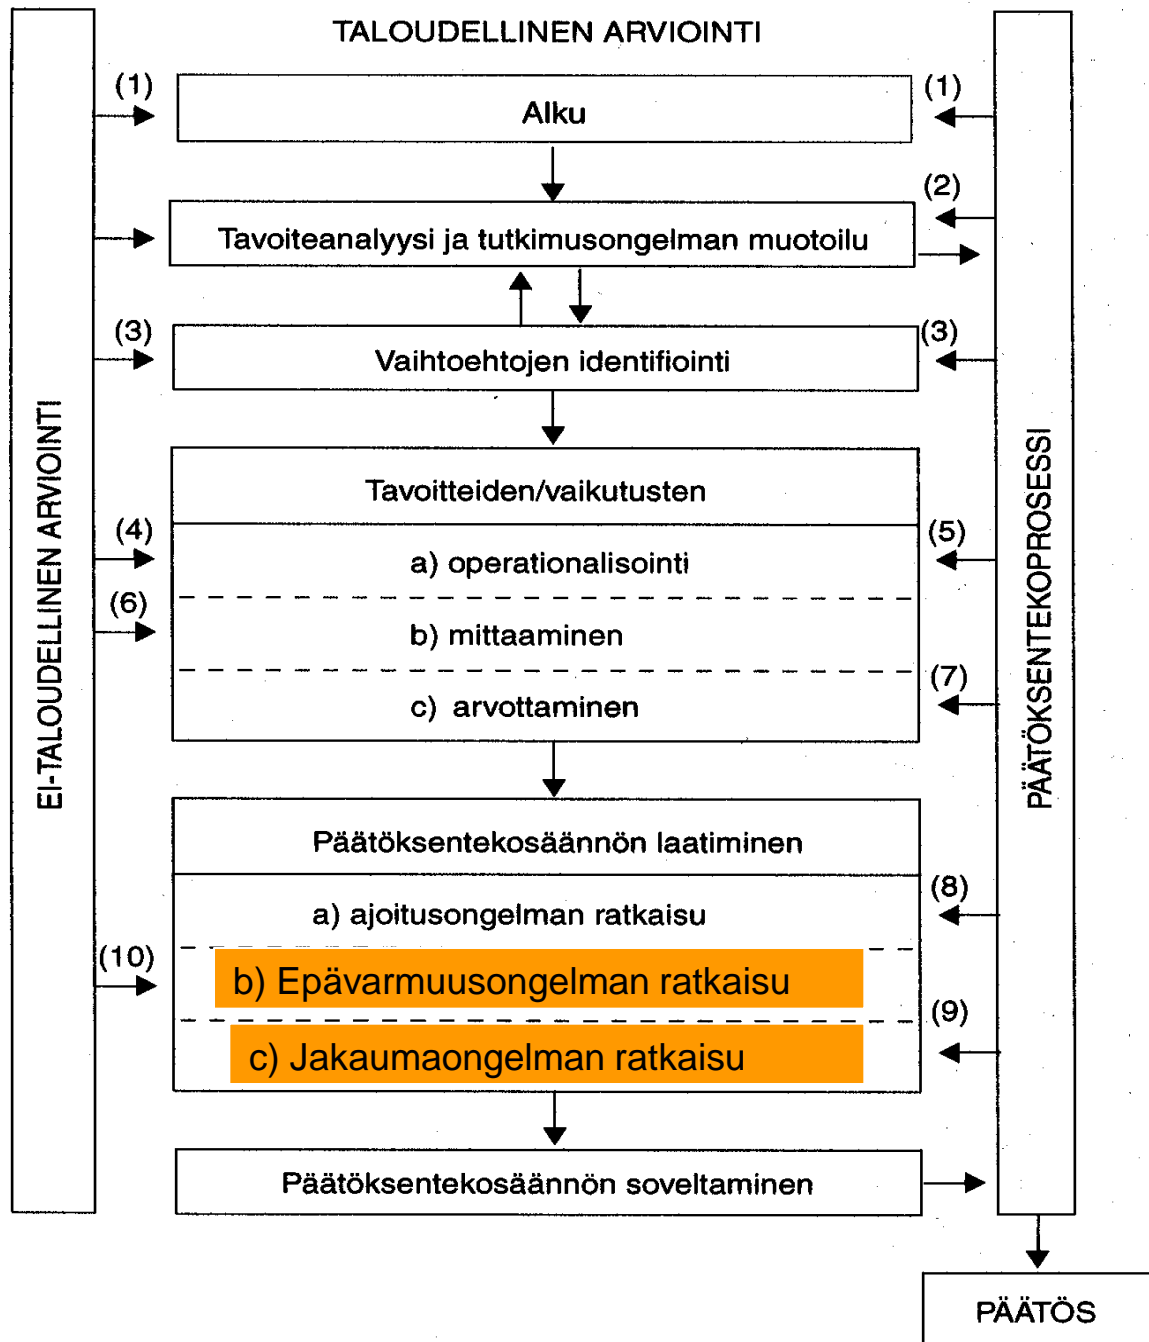 TALOUDELLINEN ARVIOINTI
(1)
(1)
Alku
(2)
Tavoiteanalyysi ja tutkimusongelman muotoilu
(3)
(3)
Vaihtoehtojen identifiointi
EI-TALOUDELLINEN ARVIOINTI
PÄÄTÖKSENTEKOPROSESSI
Tavoitteiden/vaikutusten
(4)
(5)
a) operationalisointi
(6)
b) mittaaminen
(7)
c) arvottaminen
Päätöksentekosäännön laatiminen
(8)
a) ajoitusongelman ratkaisu
(10)
b) Epävarmuusongelman ratkaisu
(9)
c) Jakaumaongelman ratkaisu
Päätöksentekosäännön soveltaminen
PÄÄTÖS